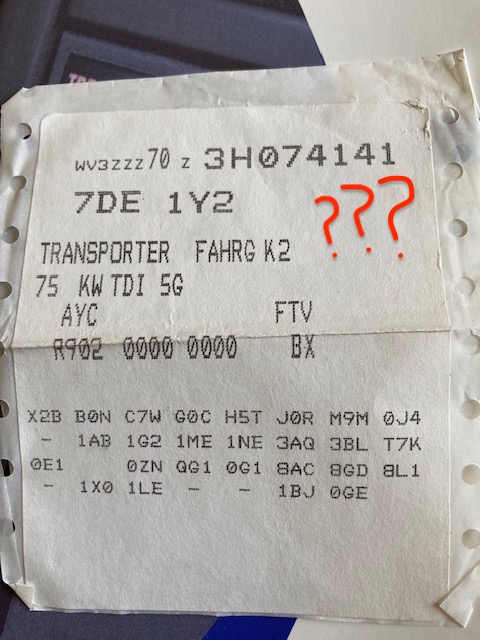 WV3ZZZ70 Z 3H074141
7DE 1Y2
???
TRANSPORTER FAHRG K2
75 KW TDI 5G
AYC FTV
R902 0000 0000 BX
X2B B0N C7W G0C H5T J0R M9M 0J4
- 1AB 1G2 1ME 1NE 3AQ 3BL T7K
0E1 0ZN QG1 0G1 8AC 8GD 8L1
- 1X0 1LE - - 1BJ 0GE